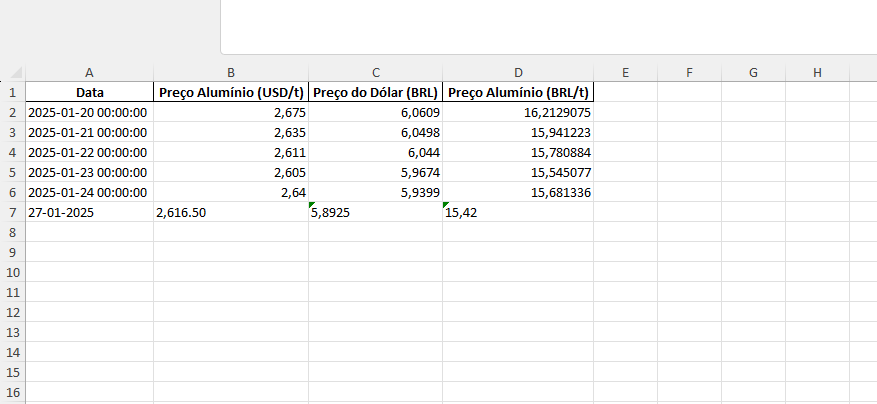 A B C D E F G H
1 Data Preço Alumínio (USD/t) Preço do Dólar (BRL) Preço Alumínio (BRL/t)
2 2025-01-20 00:00:00 2,675 6,0609 16,2129075
3 2025-01-21 00:00:00 2,635 6,0498 15,941223
4 2025-01-22 00:00:00 2,611 6,044 15,780884
5 2025-01-23 00:00:00 2,605 5,9674 15,545077
6 2025-01-24 00:00:00 2,64 5,9399 15,681336
7 27-01-2025 2,616.50 5,8925 15,42
8
9
10
11
12
13
14
15
16